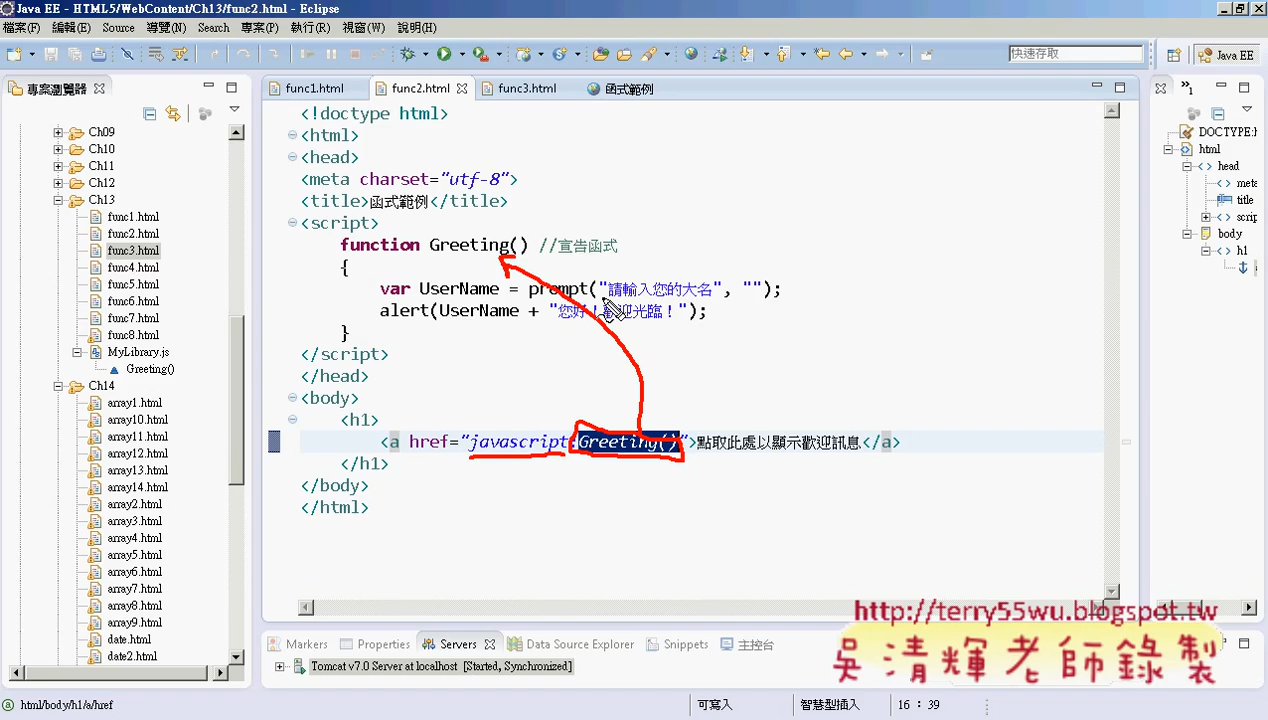 Java EE - HTML5/WebContent/Ch13/func2.html - Eclipse
檔案(F) 編輯(E) Source 導覽(N) Search 專案(P) 執行(R) 視窗(W) 說明(H)
快速存取
Java EE
專案瀏覽器
Ch09
Ch10
Ch11
Ch12
Ch13
func1.html
func2.html
func3.html
func4.html
func5.html
func6.html
func7.html
func8.html
MyLibrary.js
Greeting()
Ch14
array1.html
array10.html
array11.html
array12.html
array13.html
array14.html
array2.html
array3.html
array4.html
array5.html
array6.html
array7.html
array8.html
array9.html
date.html
date2.html
func1.html func2.html func3.html 函式範例
<!doctype html>
<html>
<head>
<meta charset="utf-8">
<title>函式範例</title>
<script>
function Greeting() //宣告函式
{
var UserName = prompt("請輸入您的大名", "");
alert(UserName + "您好！歡迎光臨！");
}
</script>
</head>
<body>
<h1>
<a href="javascript:Greeting()">點取此處以顯示歡迎訊息</a>
</h1>
</body>
</html>
»1
DOCTYPE:
html
head
meta
title
scrip
body
h1
Markers Properties Servers Data Source Explorer Snippets 主控台
Tomcat v7.0 Server at localhost [Started, Synchronized]
http://terry55wu.blogspot.tw
吳清輝老師錄製
html/body/h1/a/href 可寫入 智慧型插入 16 : 39